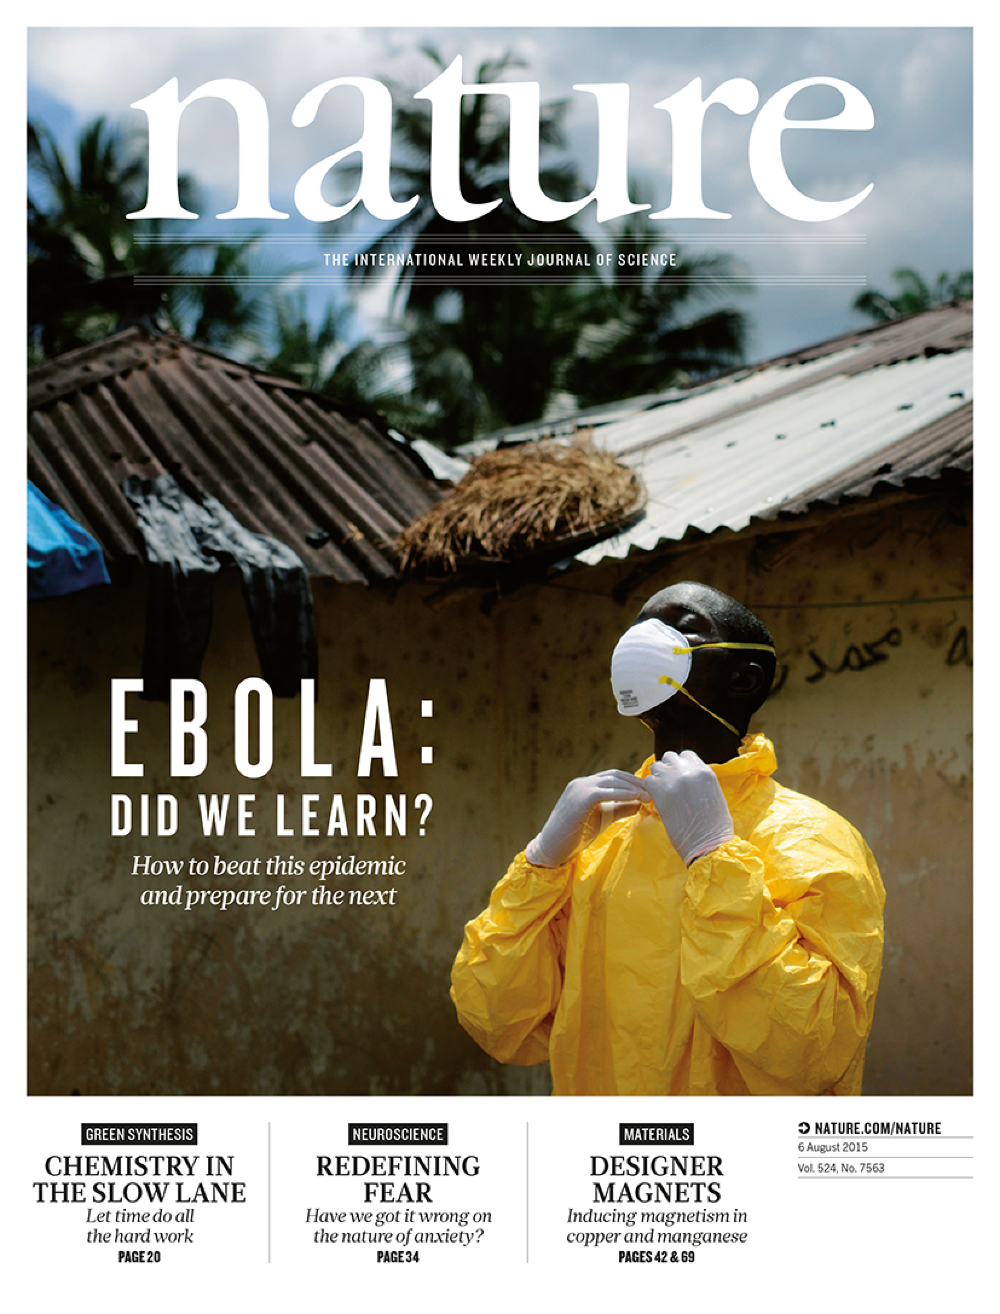 nature
THE INTERNATIONAL WEEKLY JOURNAL OF SCIENCE
EBOLA:
DID WE LEARN?
How to beat this epidemic
and prepare for the next
GREEN SYNTHESIS
CHEMISTRY IN
THE SLOW LANE
Let time do all
the hard work
PAGE 20
NEUROSCIENCE
REDEFINING
FEAR
Have we got it wrong on
the nature of anxiety?
PAGE 34
MATERIALS
DESIGNER
MAGNETS
Inducing magnetism in
copper and manganese
PAGES 42 & 69
NATURE.COM/NATURE
6 August 2015
Vol. 524, No. 7563